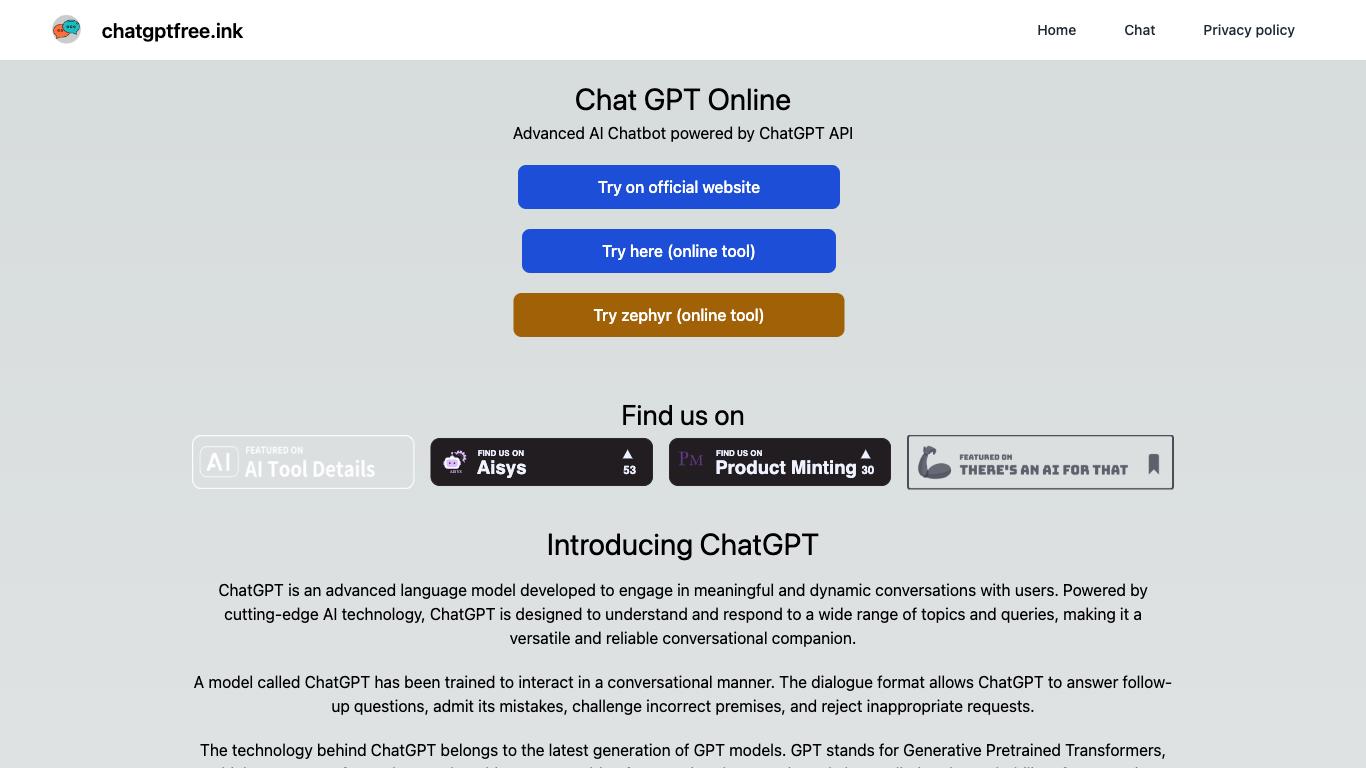 chatgptfree.ink
Home
Chat
Privacy policy
Chat GPT Online
Advanced AI Chatbot powered by ChatGPT API
Try on official website
Try here (online tool)
Try zephyr (online tool)
Find us on
AI
FEATURED ON
AI Tool Details
AISYS
FIND US ON
Aisys
53
PM
FIND US ON
Product Minting
30
FEATURED ON
THERE'S AN AI FOR THAT
Introducing ChatGPT
ChatGPT is an advanced language model developed to engage in meaningful and dynamic conversations with users. Powered by
cutting-edge AI technology, ChatGPT is designed to understand and respond to a wide range of topics and queries, making it a
versatile and reliable conversational companion.
A model called ChatGPT has been trained to interact in a conversational manner. The dialogue format allows ChatGPT to answer follow-
up questions, admit its mistakes, challenge incorrect premises, and reject inappropriate requests.
The technology behind ChatGPT belongs to the latest generation of GPT models. GPT stands for Generative Pretrained Transformers,